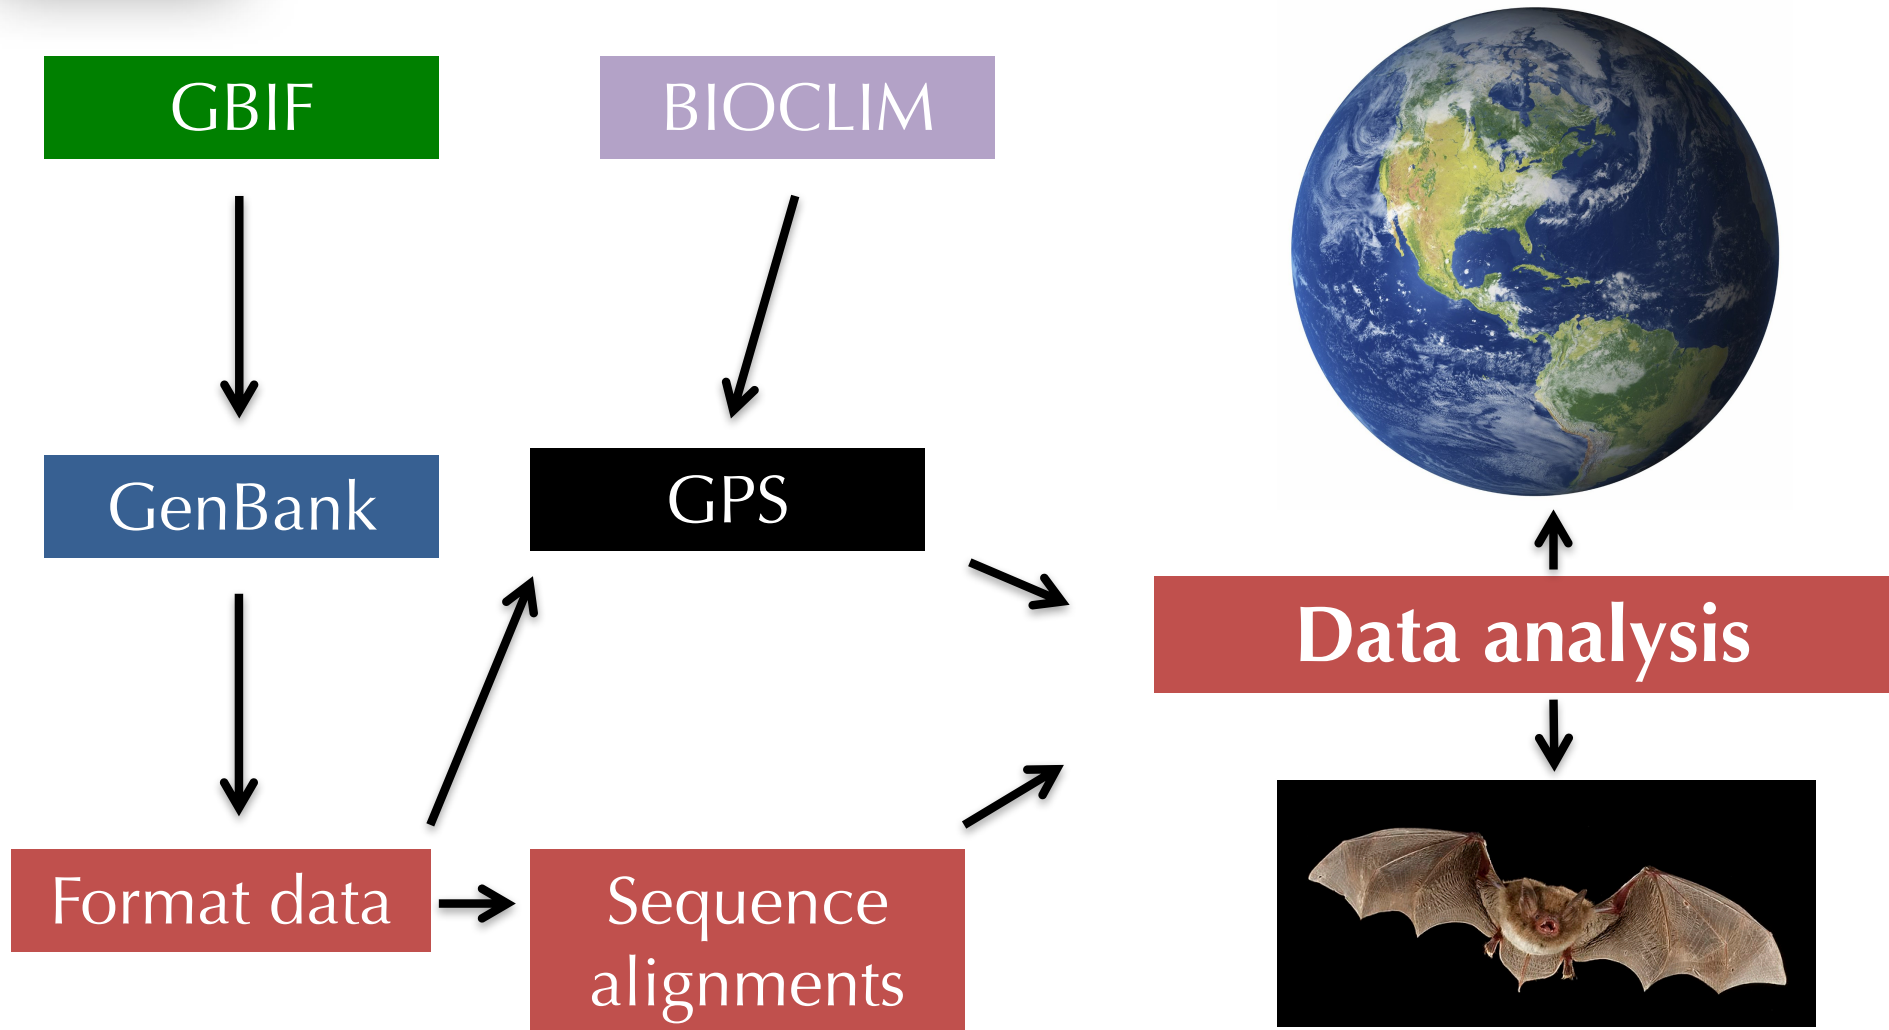 GBIF
BIOCLIM
GenBank
GPS
Data analysis
Format data
Sequence
alignments